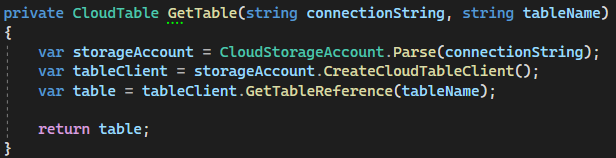 private CloudTable GetTable(string connectionString, string tableName)
{
    var storageAccount = CloudStorageAccount.Parse(connectionString);
    var tableClient = storageAccount.CreateCloudTableClient();
    var table = tableClient.GetTableReference(tableName);

    return table;
}